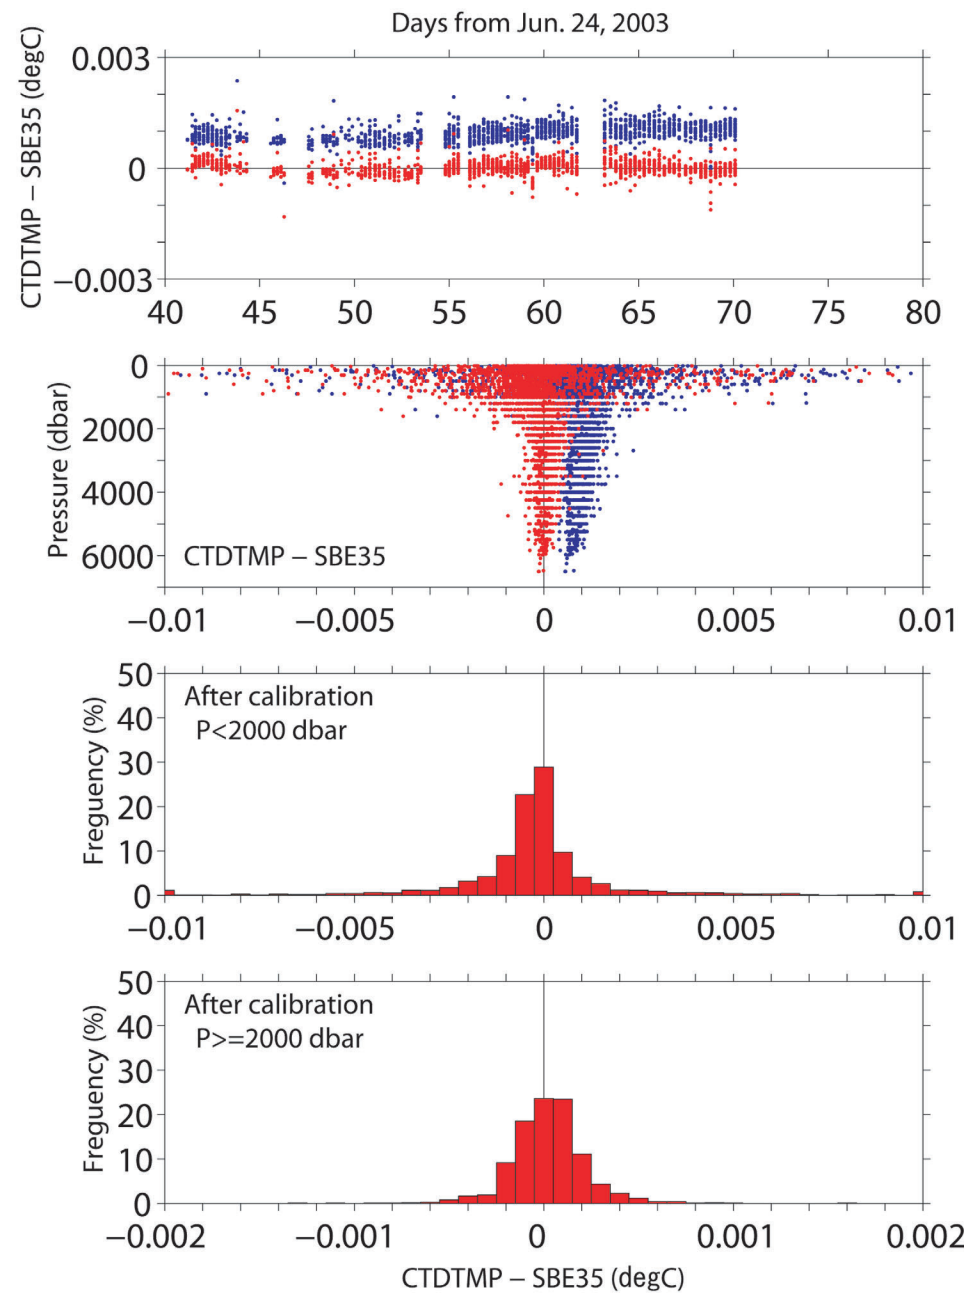 Days from Jun. 24, 2003
CTDTMP – SBE35 (degC)
0.003
0
−0.003
40 45 50 55 60 65 70 75 80
Pressure (dbar)
0
2000
4000
6000
CTDTMP – SBE35
−0.01 −0.005 0 0.005 0.01
Freguency (%)
50
40
30
20
10
0
After calibration
P<2000 dbar
−0.01 −0.005 0 0.005 0.01
Freguency (%)
50
40
30
20
10
0
After calibration
P>=2000 dbar
−0.002 −0.001 0 0.001 0.002
CTDTMP – SBE35 (degC)